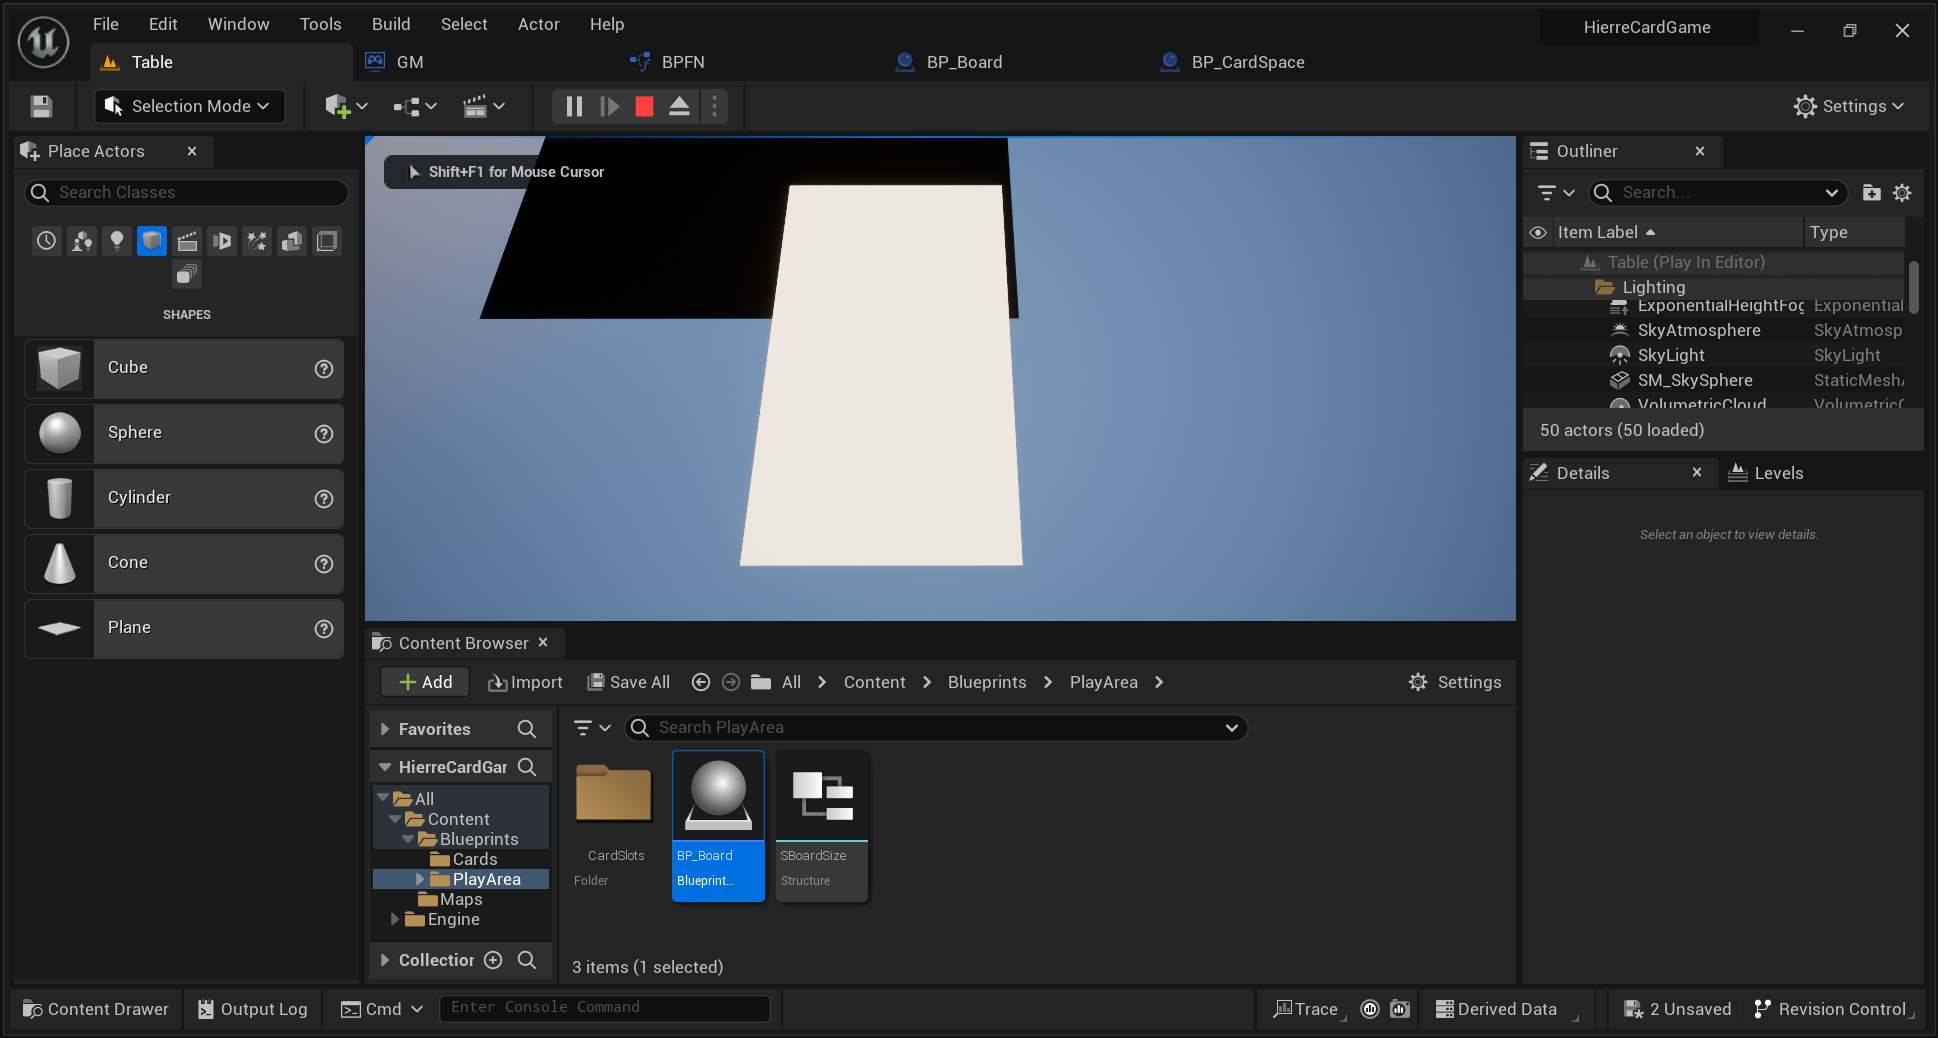 File Edit Window Tools Build Select Actor Help
HierreCardGame
Table GM BPFN BP_Board BP_CardSpace
Selection Mode
Settings
Place Actors
Search Classes
SHAPES
Cube
Sphere
Cylinder
Cone
Plane
Shift+F1 for Mouse Cursor
Outliner
Search...
Item Label Type
Table (Play In Editor)
Lighting
ExponentialHeightFog Exponential
SkyAtmosphere SkyAtmosp
SkyLight SkyLight
SM_SkySphere StaticMesh
VolumetricCloud Volumetric
50 actors (50 loaded)
Details Levels
Select an object to view details.
Content Browser
Add Import Save All All Content Blueprints PlayArea Settings
Favorites
Search PlayArea
HierreCardGar
All
Content
Blueprints
Cards
PlayArea
Maps
Engine
Collection
CardSlots
Folder
BP_Board
Blueprint...
SBoardSize
Structure
3 items (1 selected)
Content Drawer Output Log Cmd Enter Console Command Trace Derived Data 2 Unsaved Revision Control